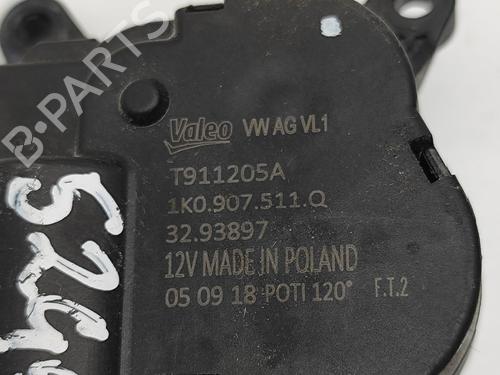 Valeo VW AG VL1
T911205A
1K0.907.511.Q
32.93897
12V MADE IN POLAND
05 09 18 POTI 120° F.T.2